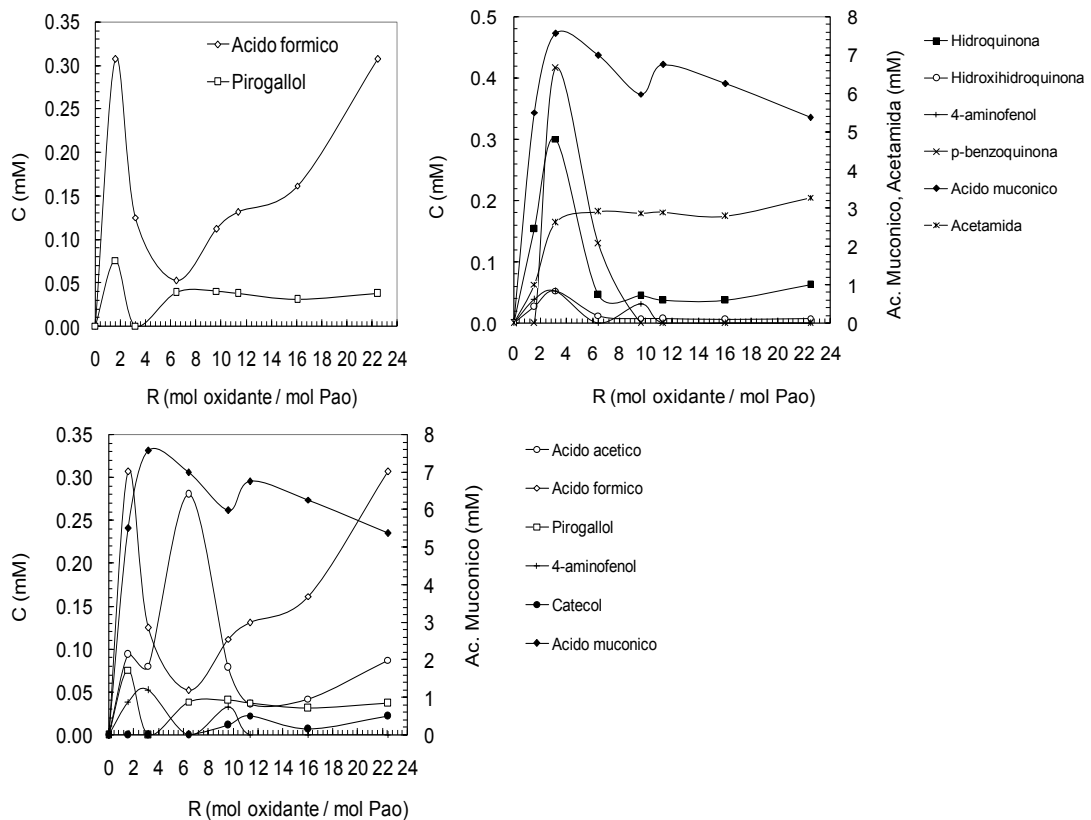 0.35
0.30
0.25
0.20
0.15
0.10
0.05
0.00
C (mM)
Acido formico
Pirogallol
0 2 4 6 8 10 12 14 16 18 20 22 24
R (mol oxidante / mol Pao)
0.5
0.4
0.3
0.2
0.1
0.0
C (mM)
8
7
6
5
4
3
2
1
0
Ac. Muconico, Acetamida (mM)
0 2 4 6 8 10 12 14 16 18 20 22 24
R (mol oxidante / mol Pao)
Hidroquinona
Hidroxihidroquinona
4-aminofenol
p-benzoquinona
Acido muconico
Acetamida
0.35
0.30
0.25
0.20
0.15
0.10
0.05
0.00
C (mM)
8
7
6
5
4
3
2
1
0
Ac. Muconico (mM)
0 2 4 6 8 10 12 14 16 18 20 22 24
R (mol oxidante / mol Pao)
Acido acetico
Acido formico
Pirogallol
4-aminofenol
Catecol
Acido muconico